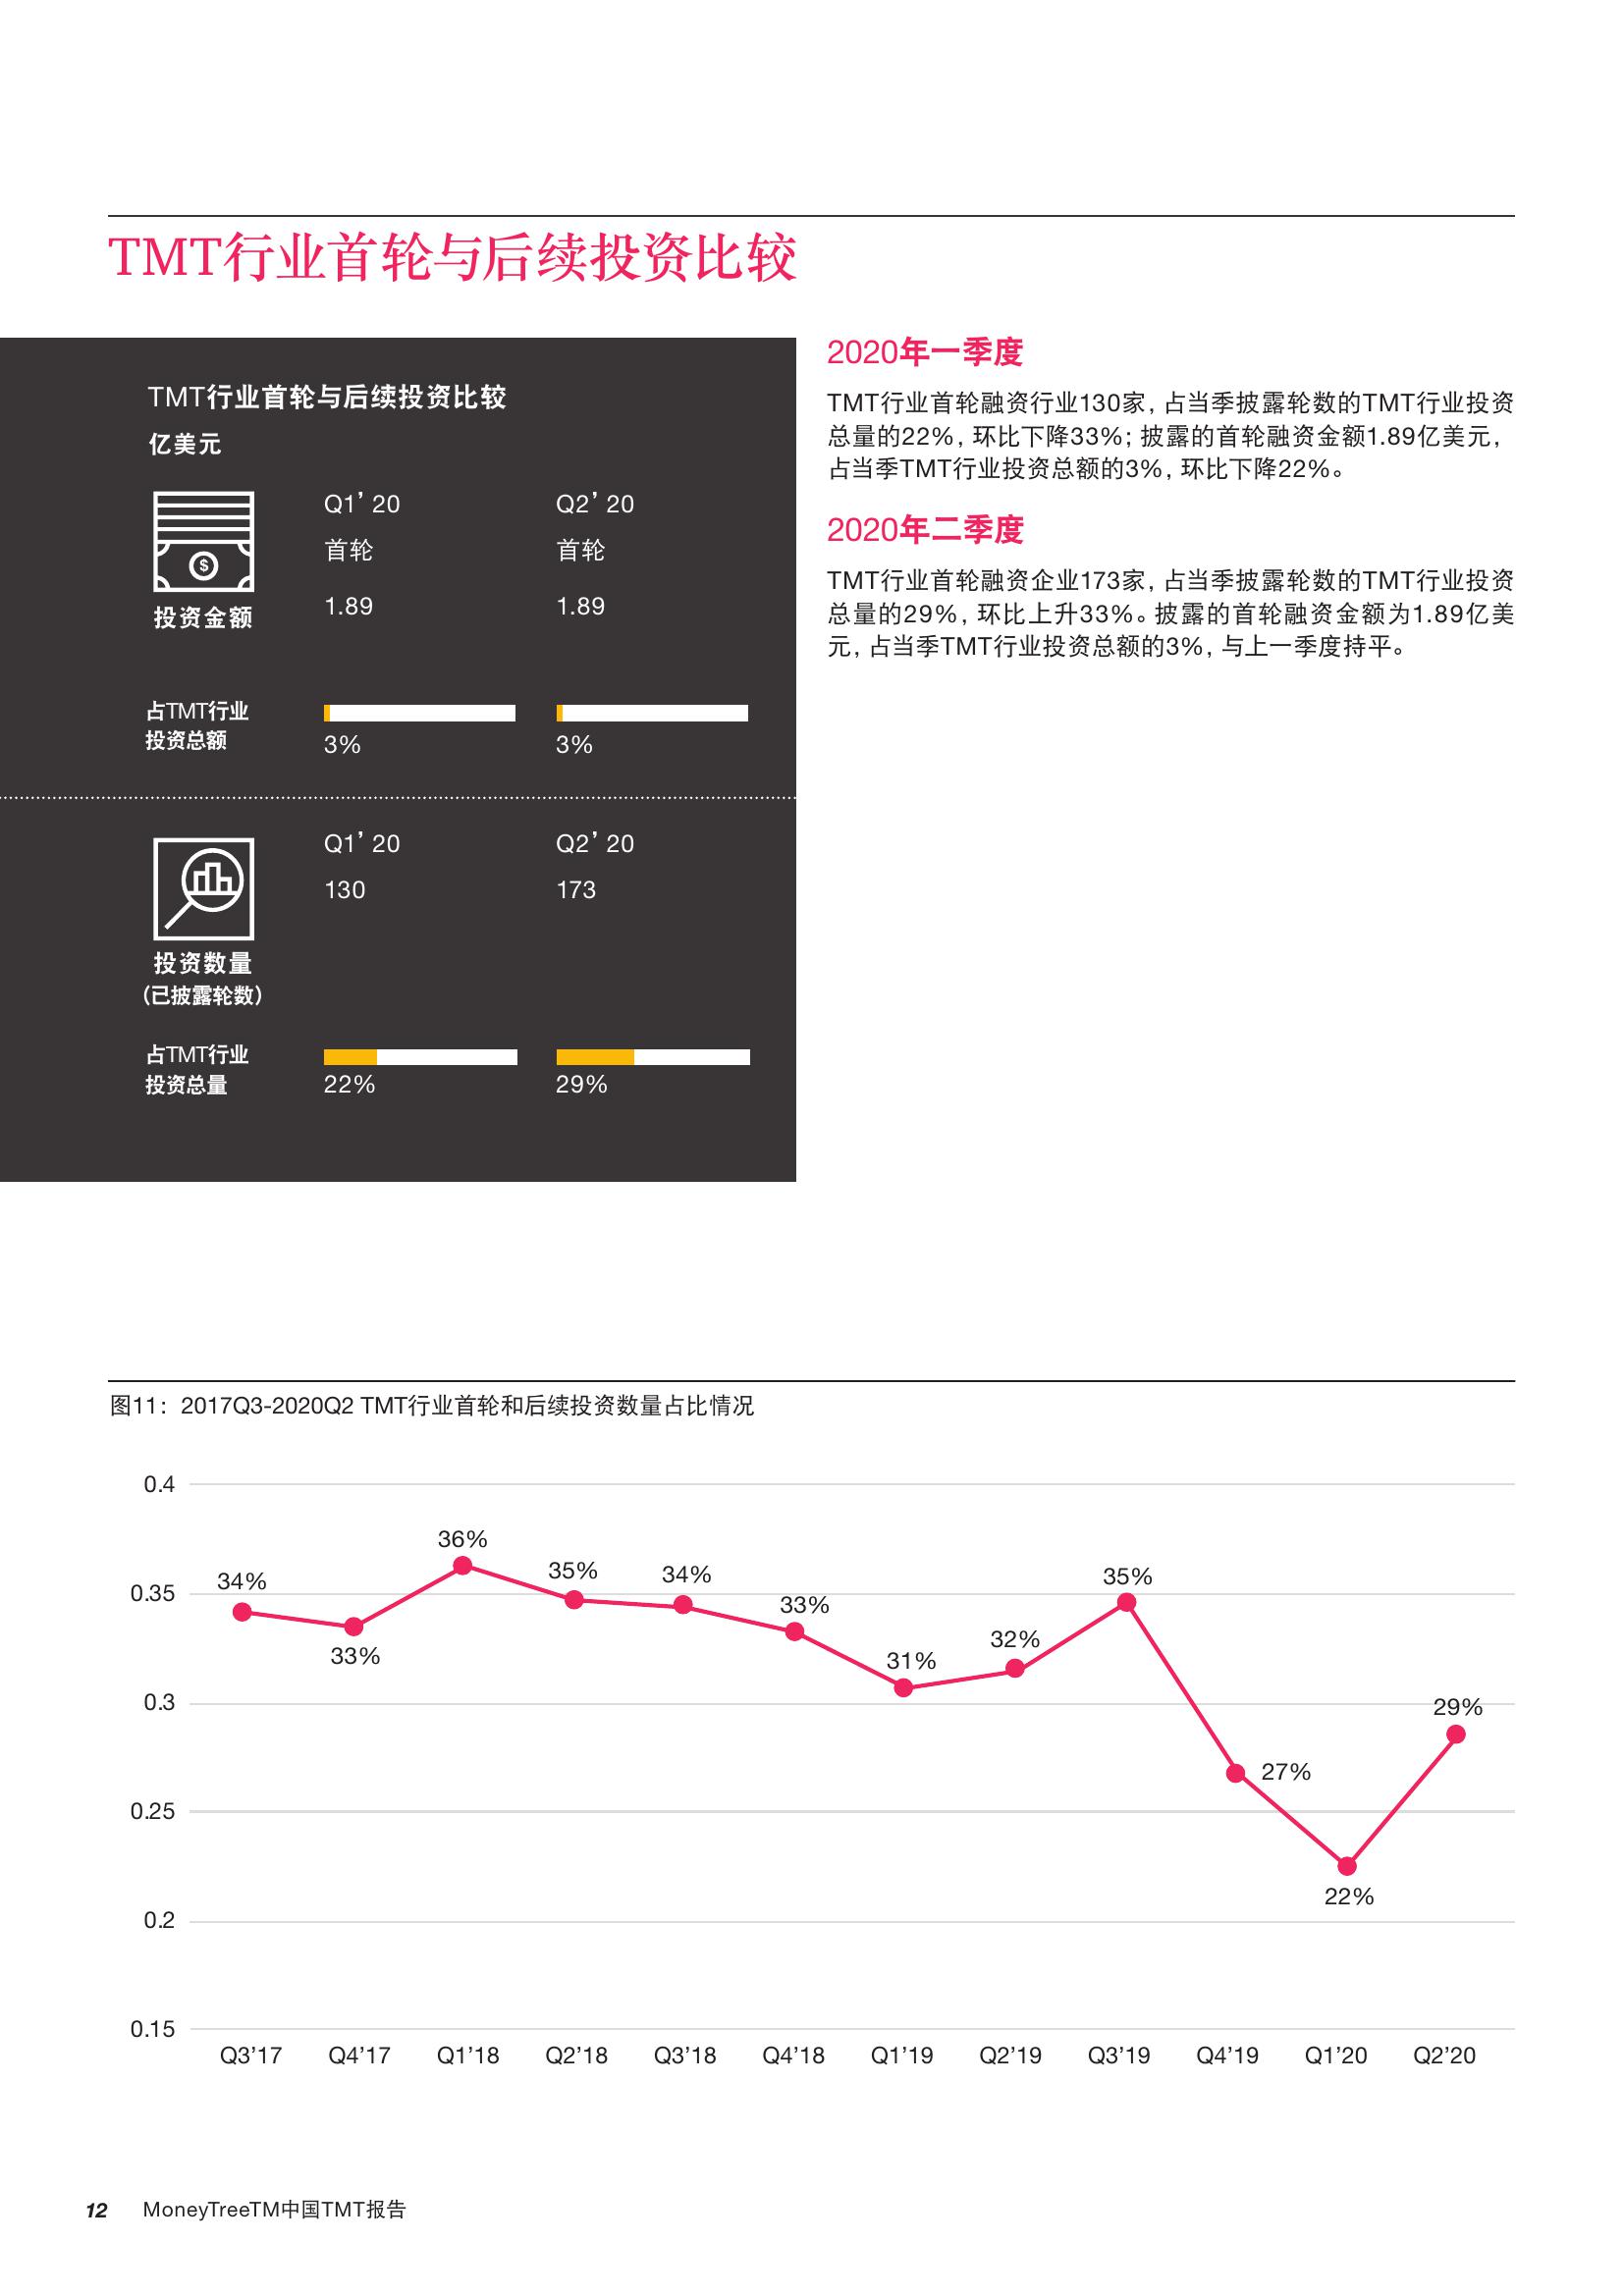 TMT行业首轮与后续投资比较
TMT行业首轮与后续投资比较
亿美元
Q1’20 Q2’20
首轮 首轮
$
1.89 1.89
投资金额
占TMT行业
投资总额
3% 3%
Q1’20 Q2’20
130 173
投资数量
(已披露轮数)
占TMT行业
投资总量
22% 29%
2020年一季度
TMT行业首轮融资行业130家, 占当季披露轮数的TMT行业投资
总量的22%, 环比下降33%; 披露的首轮融资金额1.89亿美元,
占当季TMT行业投资总额的3%, 环比下降22%。
2020年二季度
TMT行业首轮融资企业173家, 占当季披露轮数的TMT行业投资
总量的29%, 环比上升33%。披露的首轮融资金额为1.89亿美
元, 占当季TMT行业投资总额的3%, 与上一季度持平。
图11: 2017Q3-2020Q2 TMT行业首轮和后续投资数量占比情况
0.4
0.35
0.3
0.25
0.2
0.15
34% 33% 36% 35% 34% 33% 31% 32% 35% 27% 22% 29%
Q3’17 Q4’17 Q1’18 Q2’18 Q3’18 Q4’18 Q1’19 Q2’19 Q3’19 Q4’19 Q1’20 Q2’20
12 MoneyTreeTM中国TMT报告